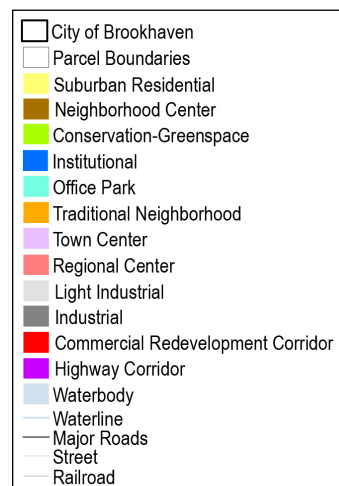 City of Brookhaven
Parcel Boundaries
Suburban Residential
Neighborhood Center
Conservation-Greenspace
Institutional
Office Park
Traditional Neighborhood
Town Center
Regional Center
Light Industrial
Industrial
Commercial Redevelopment Corridor
Highway Corridor
Waterbody
Waterline
Major Roads
Street
Railroad